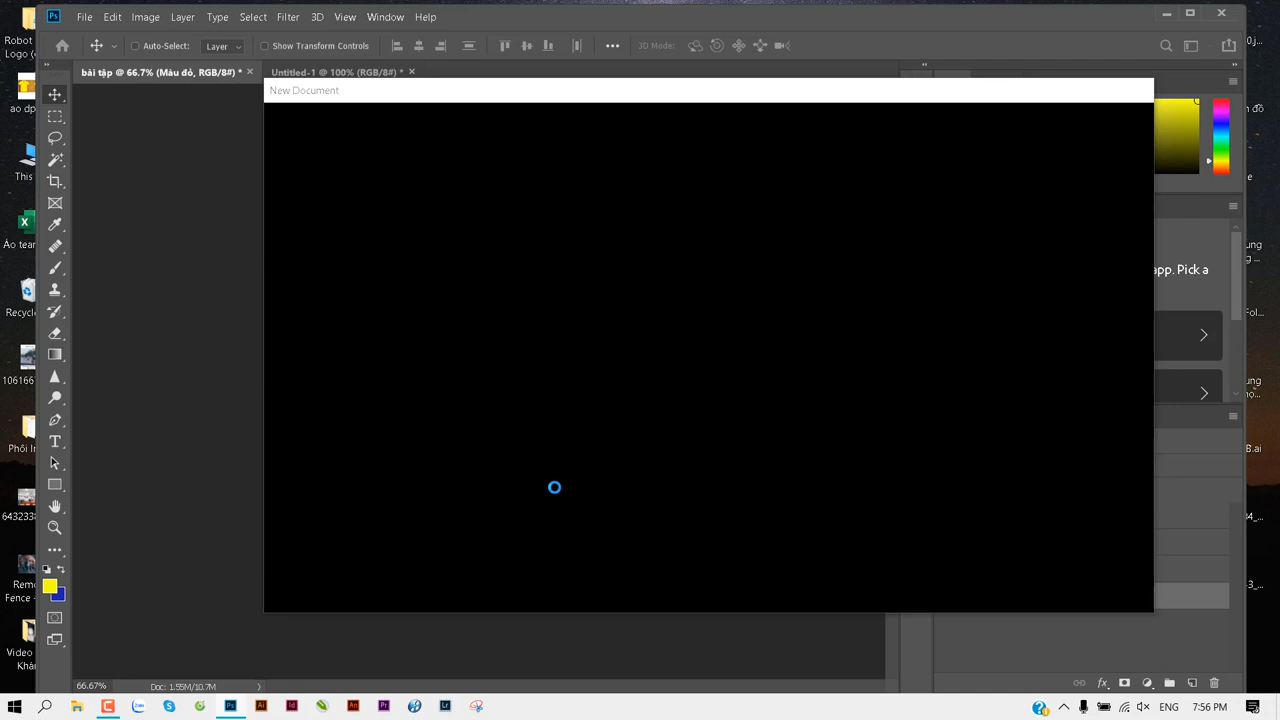 File Edit Image Layer Type Select Filter 3D View Window Help
Auto-Select: Layer Show Transform Controls 3D Mode:
bài tập @ 66.7% (Màu đỏ, RGB/8#) * Untitled-1 @ 100% (RGB/8#) *
New Document
app. Pick a
66.67% Doc: 1.55M/10.7M
Robot
Logo (
ao dp
This
Áo team
Recycl
106166
Phôi In
643233
Remo
Fence -
Video
Khá
ENG 7:56 PM